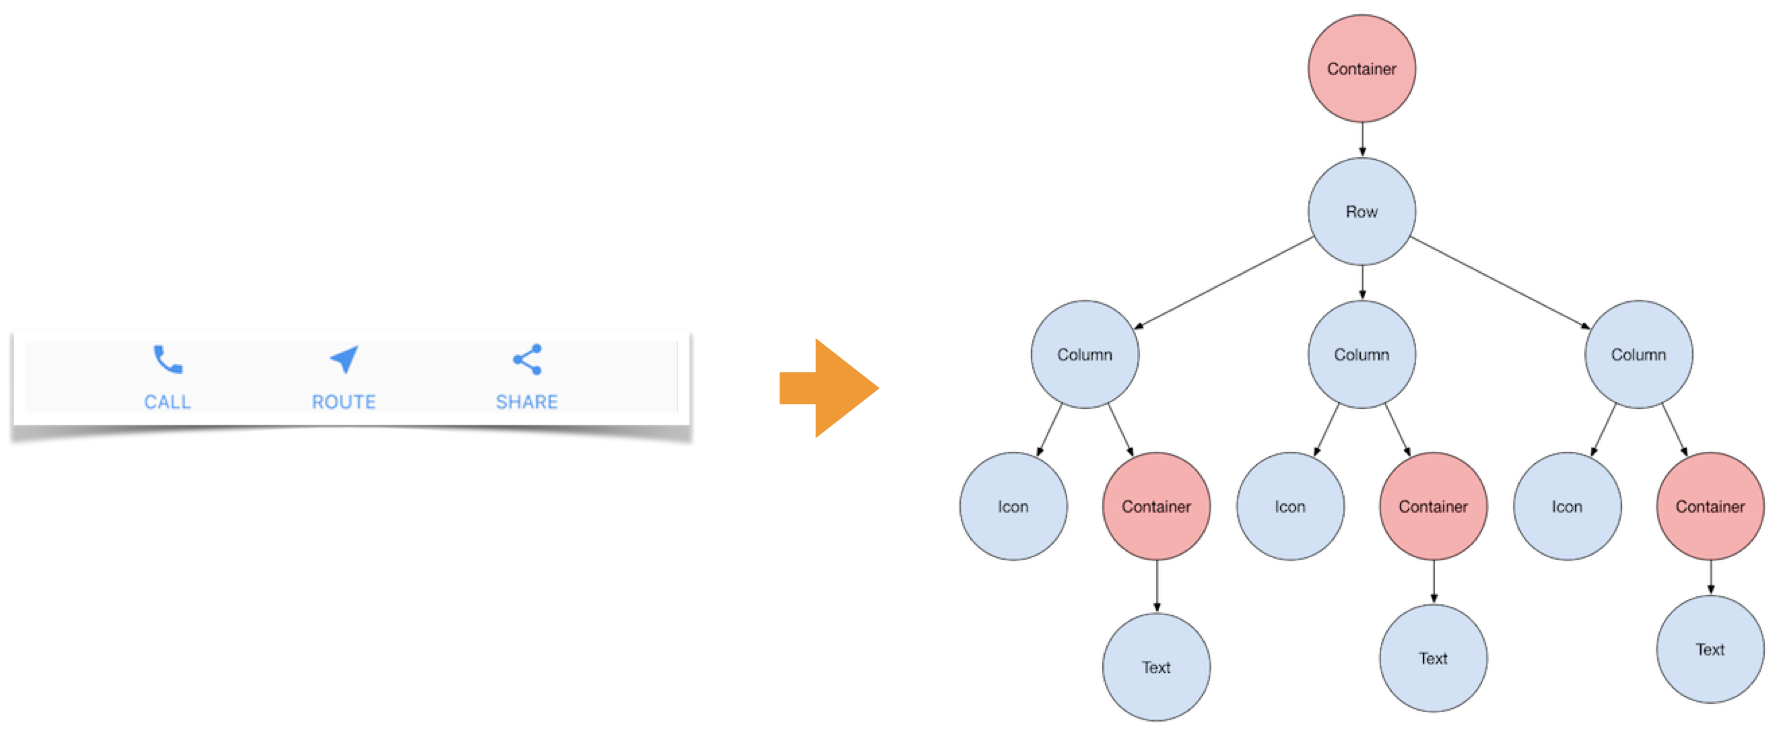 CALL
ROUTE
SHARE
Container
Row
Column
Column
Column
Icon
Container
Icon
Container
Icon
Container
Text
Text
Text